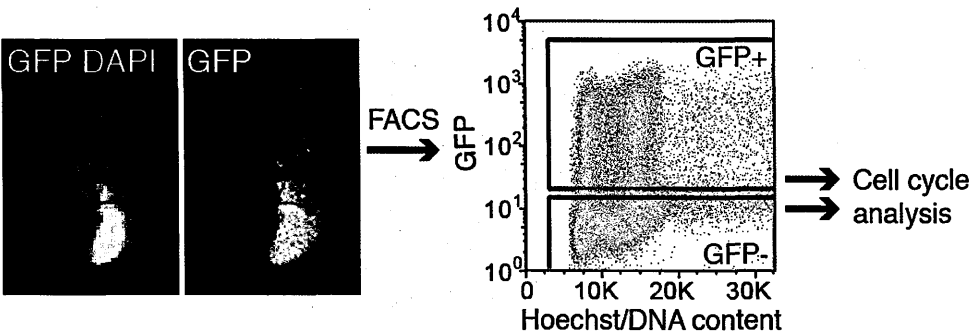 GFP DAPI
GFP
FACS
GFP
10⁴
10³
10²
10¹
10⁰
GFP+
GFP-
0
10K
20K
30K
Hoechst/DNA content
Cell cycle
analysis